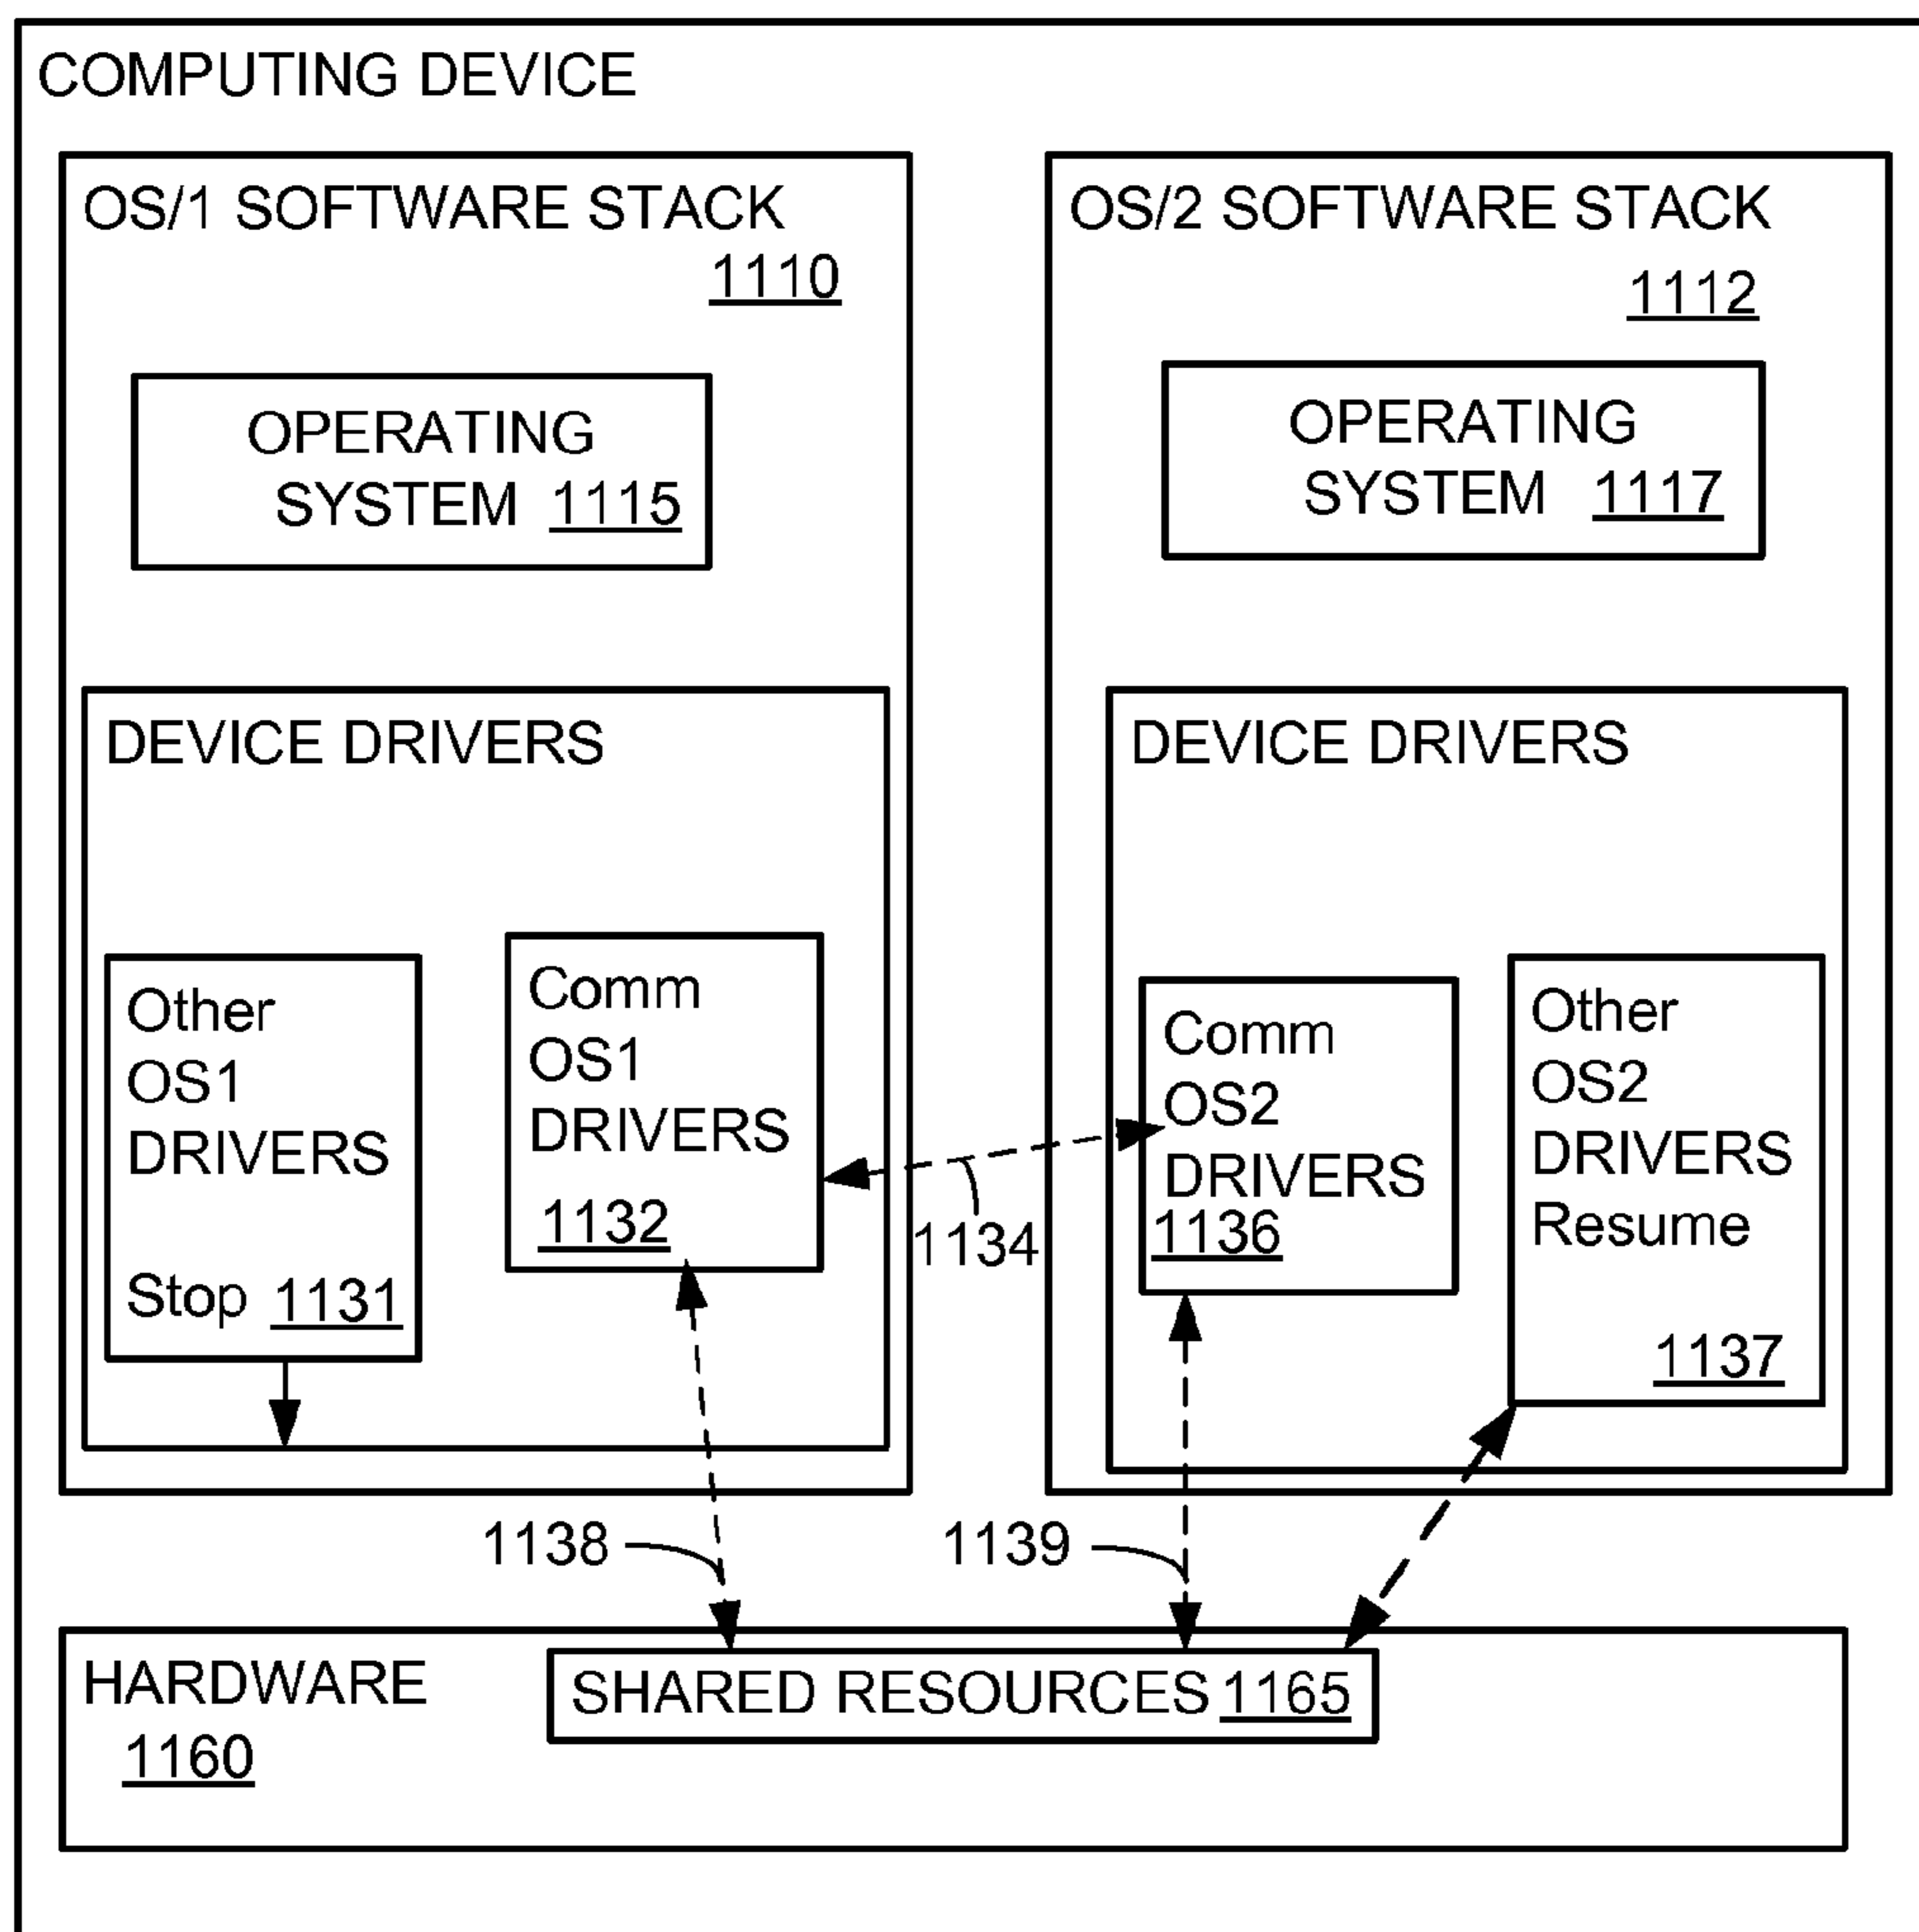 COMPUTING DEVICE
OS/1 SOFTWARE STACK
1110
OPERATING
SYSTEM 1115
DEVICE DRIVERS
Other
OS1
DRIVERS
Stop 1131
Comm
OS1
DRIVERS
1132
1134
OS/2 SOFTWARE STACK
1112
OPERATING
SYSTEM 1117
DEVICE DRIVERS
Comm
OS2
DRIVERS
1136
Other
OS2
DRIVERS
Resume
1137
1138
1139
HARDWARE
1160
SHARED RESOURCES 1165